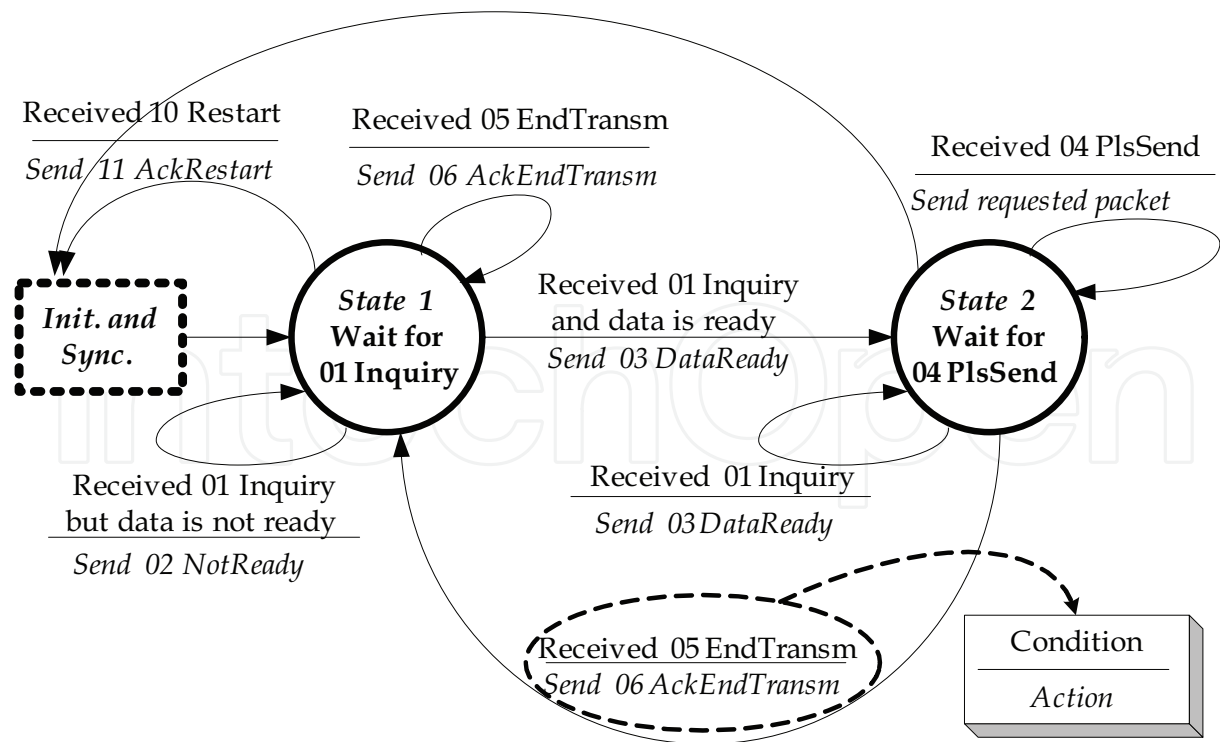 Received 10 Restart
Send 11 AckRestart
Received 05 EndTransm
Send 06 AckEndTransm
Received 04 PlsSend
Send requested packet
Init. and
Sync.
State 1
Wait for
01 Inquiry
Received 01 Inquiry
and data is ready
Send 03 DataReady
State 2
Wait for
04 PlsSend
Received 01 Inquiry
but data is not ready
Send 02 NotReady
Received 01 Inquiry
Send 03 DataReady
Received 05 EndTransm
Send 06 AckEndTransm
Condition
Action
intechOpen